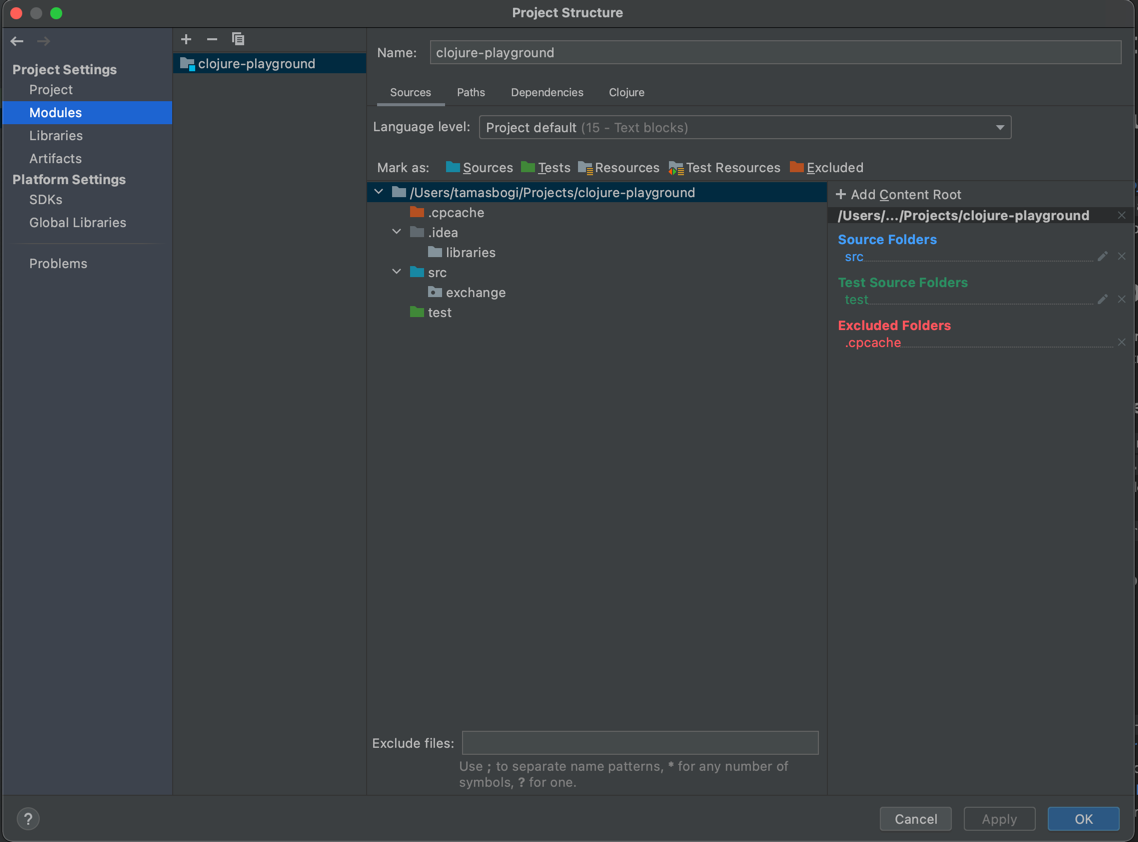 Project Structure
Project Settings
Project
Modules
Libraries
Artifacts
Platform Settings
SDKs
Global Libraries
Problems
clojure-playground
Name: clojure-playground
Sources Paths Dependencies Clojure
Language level: Project default (15 - Text blocks)
Mark as: Sources Tests Resources Test Resources Excluded
/Users/tamasbogi/Projects/clojure-playground
.cpcache
.idea
libraries
src
exchange
test
+ Add Content Root
/Users/.../Projects/clojure-playground
Source Folders
src
Test Source Folders
test
Excluded Folders
.cpcache
Exclude files:
Use ; to separate name patterns, * for any number of
symbols, ? for one.
? Cancel Apply OK